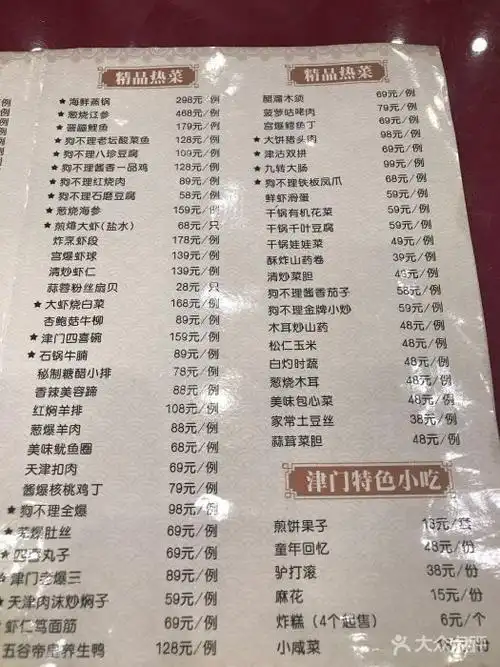 精品热菜
★海鲜蒸锅 298元/例
★葱烧辽参 468元/例
178元/例
★狗不理老坛酸菜鱼 128元/例
★狗不理八珍豆腐 109元/例
★狗不理酱香一品鸡 128元/例
★狗不理红烧肉 89元/例
★狗不理石磨豆腐 58元/例
★葱烧海参 159元/例
★煎爆大虾(盐水) 68元/只
炸烹虾段 178元/例
宫爆虾球 139元/例
清炒虾仁 139元/例
蒜蓉粉丝扇贝 28元/只
★大虾烧白菜 168元/例
杏鲍菇牛柳 89元/例
★津门四喜碗 159元/例
★石锅牛腩 89元/例
秘制糖醋小排 78元/例
香辣美容蹄 88元/例
红焖羊排 108元/例
葱爆羊肉 88元/例
美味鱿鱼圈 68元/例
天津扣肉 69元/例
酱爆核桃鸡丁 79元/例
★狗不理全爆 98元/例
★芫爆肚丝 69元/例
★四喜丸子 69元/例
★津门老爆三 89元/例
★天津肉沫炒焖子 59元/例
★虾仁笃面筋 69元/例
五谷帝皇养生鸭 128元/例
精品热菜
醋溜木须 69元/例
菠萝咕咾肉 79元/例
宫爆鳕鱼丁 98元/例
★大饼猪头肉
★津沽双拼
★九转大肠 99元/例
★狗不理铁板凤爪 68元/例
鲜虾滑蛋 59元/例
干锅有机花菜 59元/例
干锅千叶豆腐 59元/例
干锅娃娃菜 49元/例
酥炸山药卷 39元/例
清炒菜胆
狗不理酱香茄子 58元/例
狗不理金牌小炒 59元/例
木耳炒山药 48元/例
松仁玉米 48元/例
白灼时蔬 48元/例
葱烧木耳 48元/例
美味包心菜 48元/例
家常土豆丝 38元/例
蒜茸菜胆 48元/例
津门特色小吃
煎饼果子
童年回忆 48元/份
驴打滚 38元/份
麻花 15元/份
炸糕（4个起售） 6元/个
小咸菜
大众点评